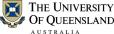 THE UNIVERSITY
OF QUEENSLAND
AUSTRALIA